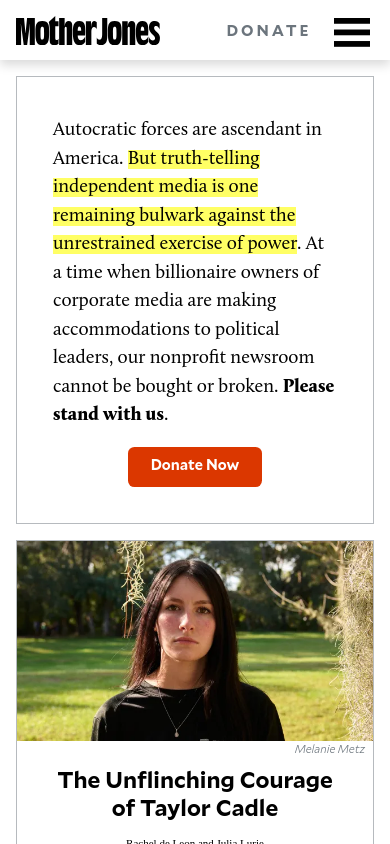 Mother Jones
DONATE
Autocratic forces are ascendant in
America. But truth-telling
independent media is one
remaining bulwark against the
unrestrained exercise of power. At
a time when billionaire owners of
corporate media are making
accommodations to political
leaders, our nonprofit newsroom
cannot be bought or broken. Please
stand with us.
Donate Now
Melanie Metz
The Unflinching Courage
of Taylor Cadle
Rachel de Leon and Julia Lurie